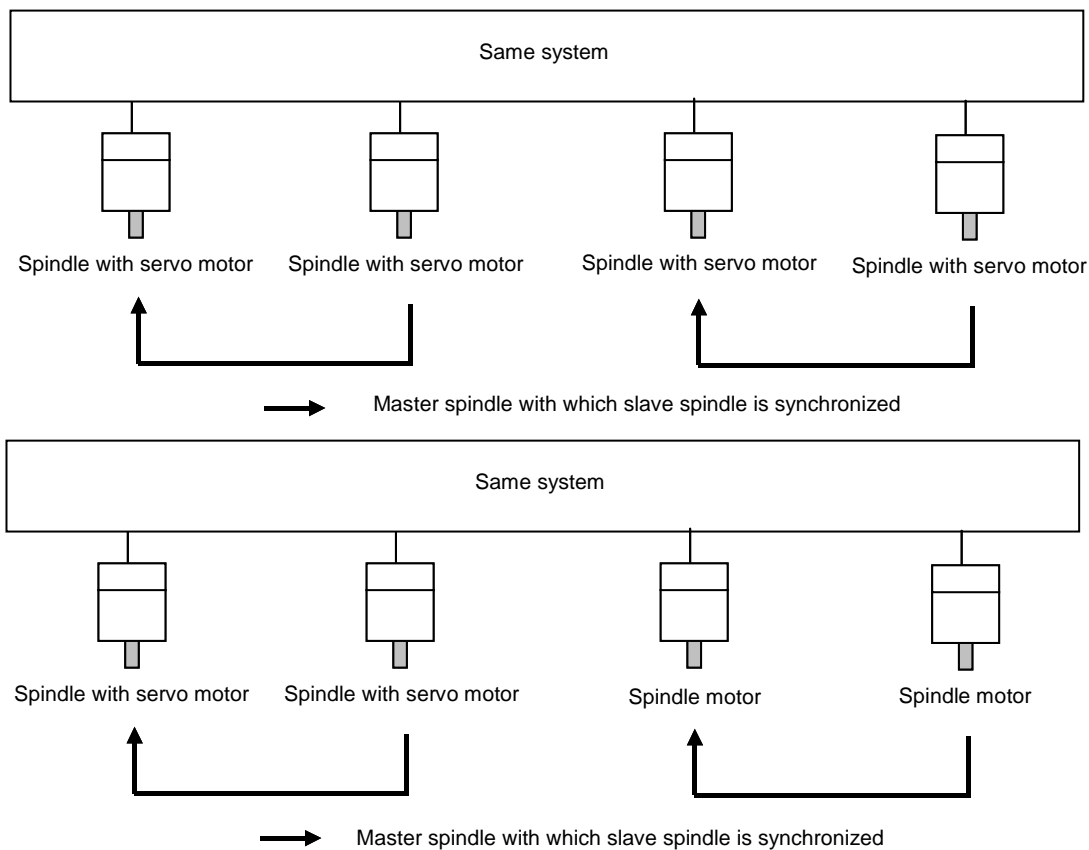 Same system
Spindle with servo motor
Spindle with servo motor
Spindle with servo motor
Spindle with servo motor
Master spindle with which slave spindle is synchronized
Same system
Spindle with servo motor
Spindle with servo motor
Spindle motor
Spindle motor
Master spindle with which slave spindle is synchronized